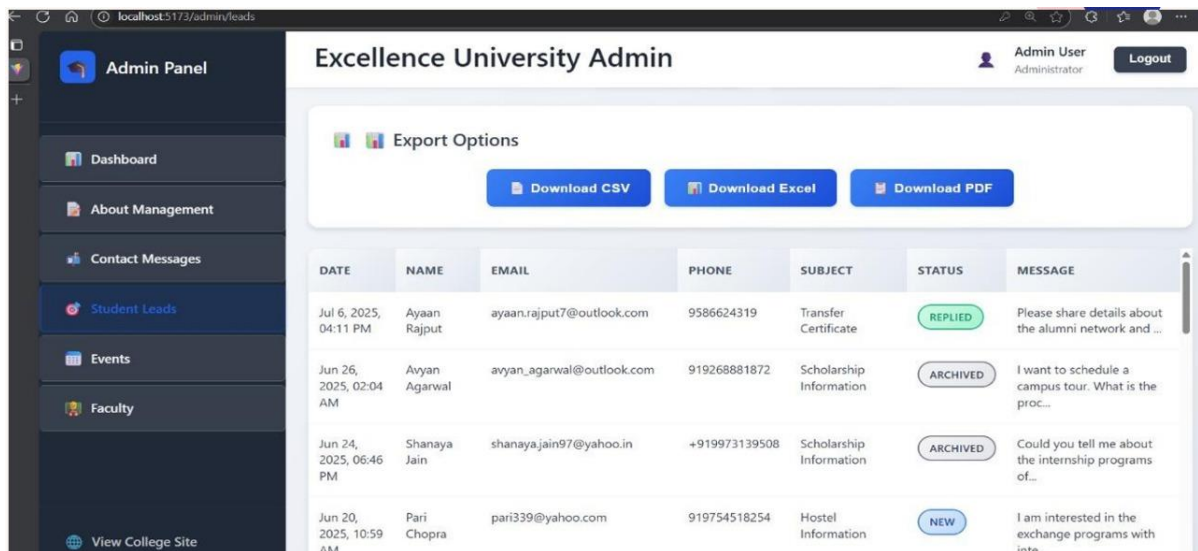 localhost:5173/admin/leads
Admin Panel
Excellence University Admin
Admin User
Administrator
Logout
Dashboard
About Management
Contact Messages
Student Leads
Events
Faculty
View College Site
Export Options
Download CSV
Download Excel
Download PDF
DATE NAME EMAIL PHONE SUBJECT STATUS MESSAGE
Jul 6, 2025, Ayaan ayaan.rajput7@outlook.com 9586624319 Transfer REPLIED Please share details about
04:11 PM Rajput Certificate the alumni network and ...
Jun 26, Avyan avyan_agarwal@outlook.com 919268881872 Scholarship ARCHIVED I want to schedule a
2025, 02:04 Agarwal Information campus tour. What is the
AM proc...
Jun 24, Shanaya shanaya.jain97@yahoo.in +919973139508 Scholarship ARCHIVED Could you tell me about
2025, 06:46 Jain Information the internship programs
PM of...
Jun 20, Pari pari339@yahoo.com 919754518254 Hostel NEW I am interested in the
2025, 10:59 Chopra Information exchange programs with
AM inte...